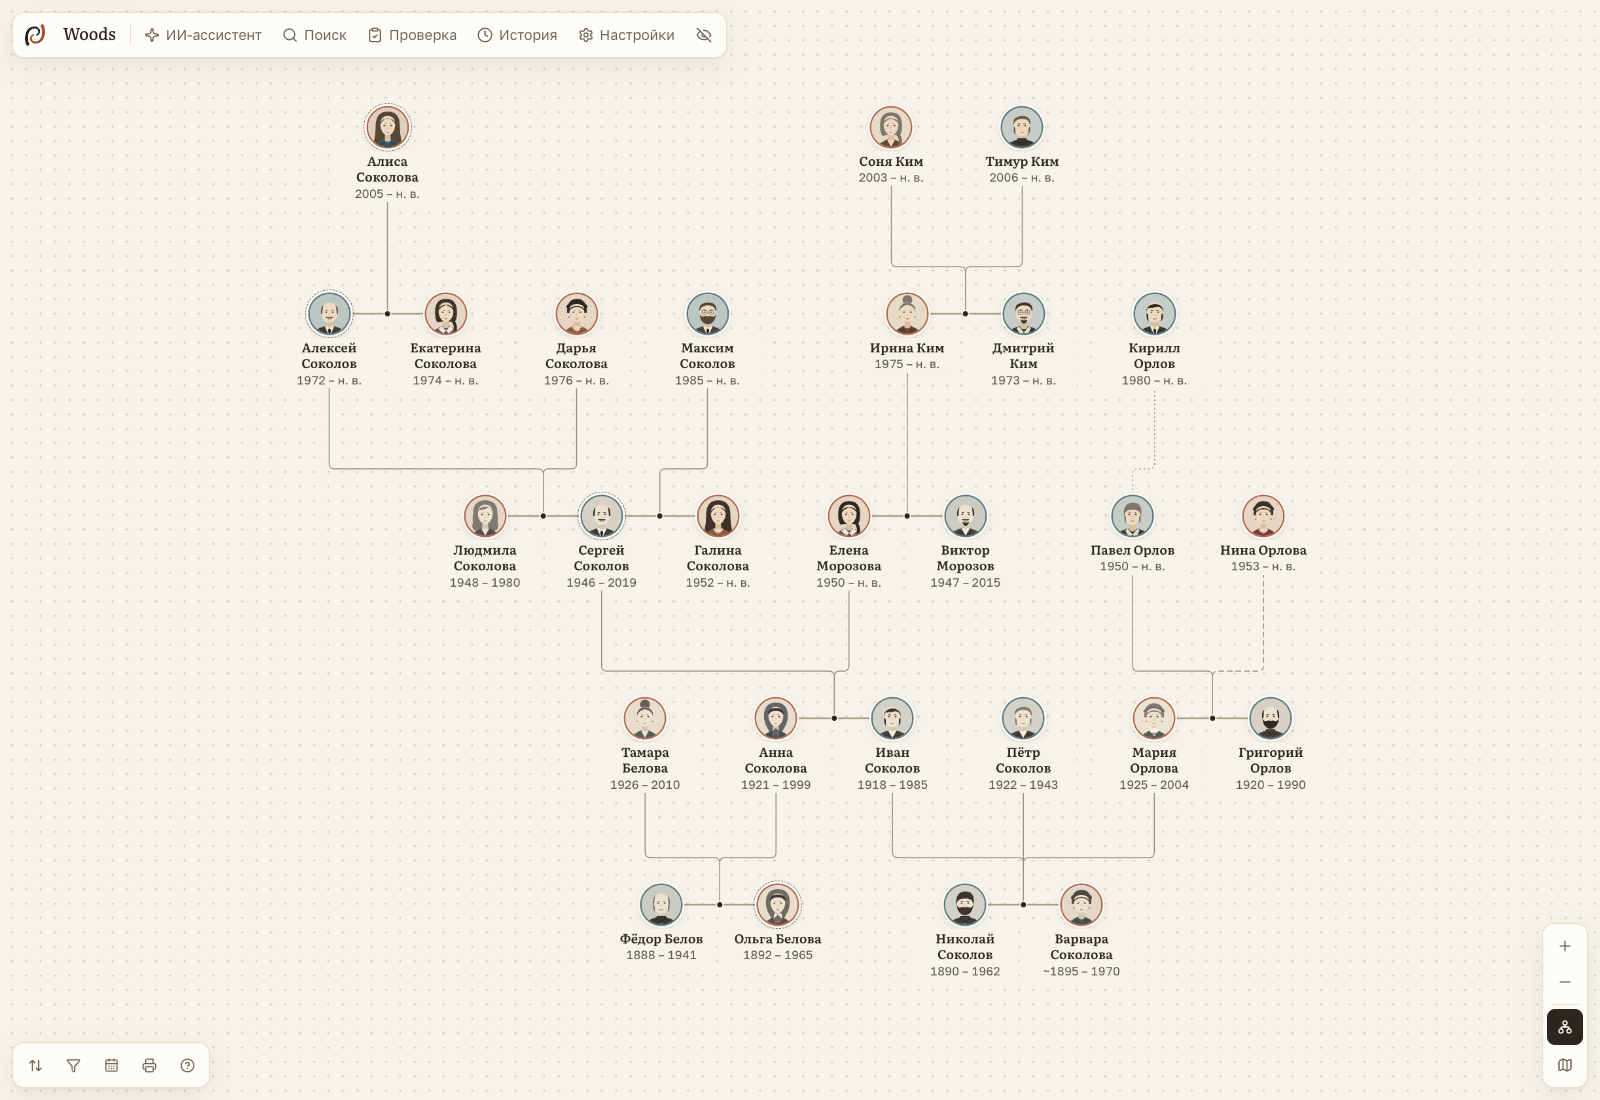 Woods
ИИ-ассистент
Поиск
Проверка
История
Настройки
Алиса
Соколова
2005 – н. в.
Соня Ким
2003 – н. в.
Тимур Ким
2006 – н. в.
Алексей
Соколов
1972 – н. в.
Екатерина
Соколова
1974 – н. в.
Дарья
Соколова
1976 – н. в.
Максим
Соколов
1985 – н. в.
Ирина Ким
1975 – н. в.
Дмитрий
Ким
1973 – н. в.
Кирилл
Орлов
1980 – н. в.
Людмила
Соколова
1948 – 1980
Сергей
Соколов
1946 – 2019
Галина
Соколова
1952 – н. в.
Елена
Морозова
1950 – н. в.
Виктор
Морозов
1947 – 2015
Павел Орлов
1950 – н. в.
Нина Орлова
1953 – н. в.
Тамара
Белова
1926 – 2010
Анна
Соколова
1921 – 1999
Иван
Соколов
1918 – 1985
Пётр
Соколов
1922 – 1943
Мария
Орлова
1925 – 2004
Григорий
Орлов
1920 – 1990
Фёдор Белов
1888 – 1941
Ольга Белова
1892 – 1965
Николай
Соколов
1890 – 1962
Варвара
Соколова
~1895 – 1970